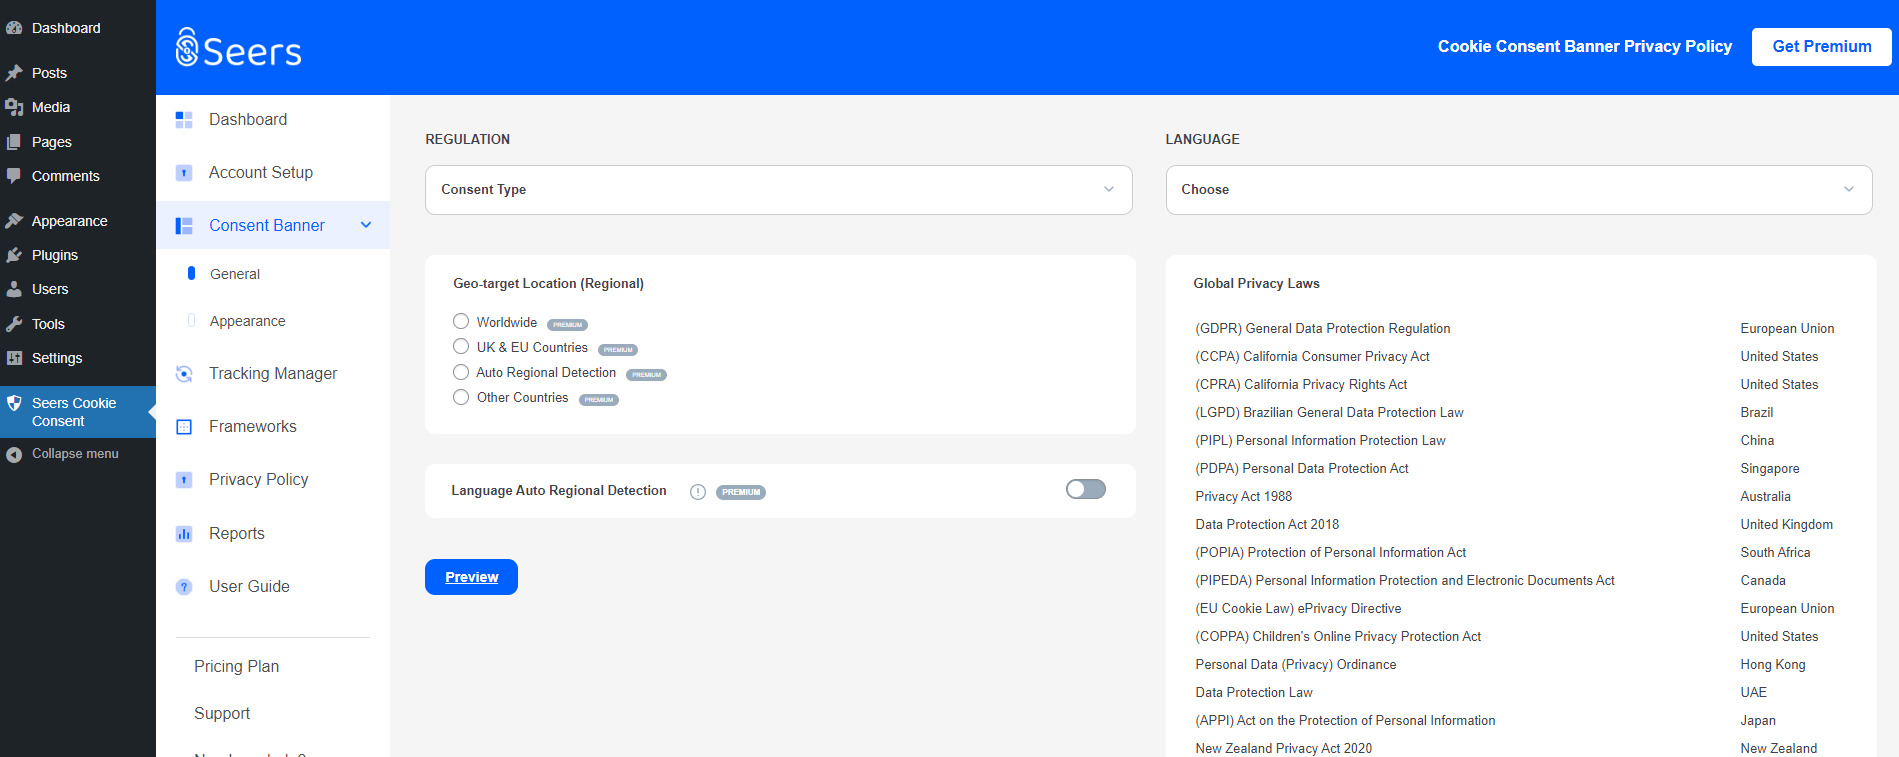 Dashboard
Posts
Media
Pages
Comments
Appearance
Plugins
Users
Tools
Settings
Seers Cookie
Consent
Collapse menu
Seers
Cookie Consent Banner Privacy Policy
Get Premium
Dashboard
Account Setup
Consent Banner
General
Appearance
Tracking Manager
Frameworks
Privacy Policy
Reports
User Guide
Pricing Plan
Support
REGULATION
Consent Type
Geo-target Location (Regional)
Worldwide PREMIUM
UK & EU Countries PREMIUM
Auto Regional Detection PREMIUM
Other Countries PREMIUM
Language Auto Regional Detection PREMIUM
Preview
LANGUAGE
Choose
Global Privacy Laws
(GDPR) General Data Protection Regulation European Union
(CCPA) California Consumer Privacy Act United States
(CPRA) California Privacy Rights Act United States
(LGPD) Brazilian General Data Protection Law Brazil
(PIPL) Personal Information Protection Law China
(PDPA) Personal Data Protection Act Singapore
Privacy Act 1988 Australia
Data Protection Act 2018 United Kingdom
(POPIA) Protection of Personal Information Act South Africa
(PIPEDA) Personal Information Protection and Electronic Documents Act Canada
(EU Cookie Law) ePrivacy Directive European Union
(COPPA) Children's Online Privacy Protection Act United States
Personal Data (Privacy) Ordinance Hong Kong
Data Protection Law UAE
(APPI) Act on the Protection of Personal Information Japan
New Zealand Privacy Act 2020 New Zealand